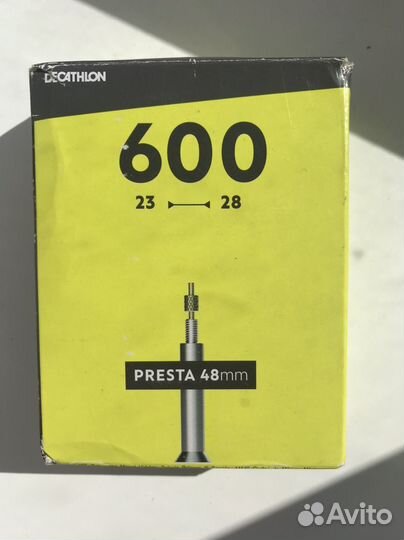 DECATHLON
600
23 28
PRESTA 48mm
Avito